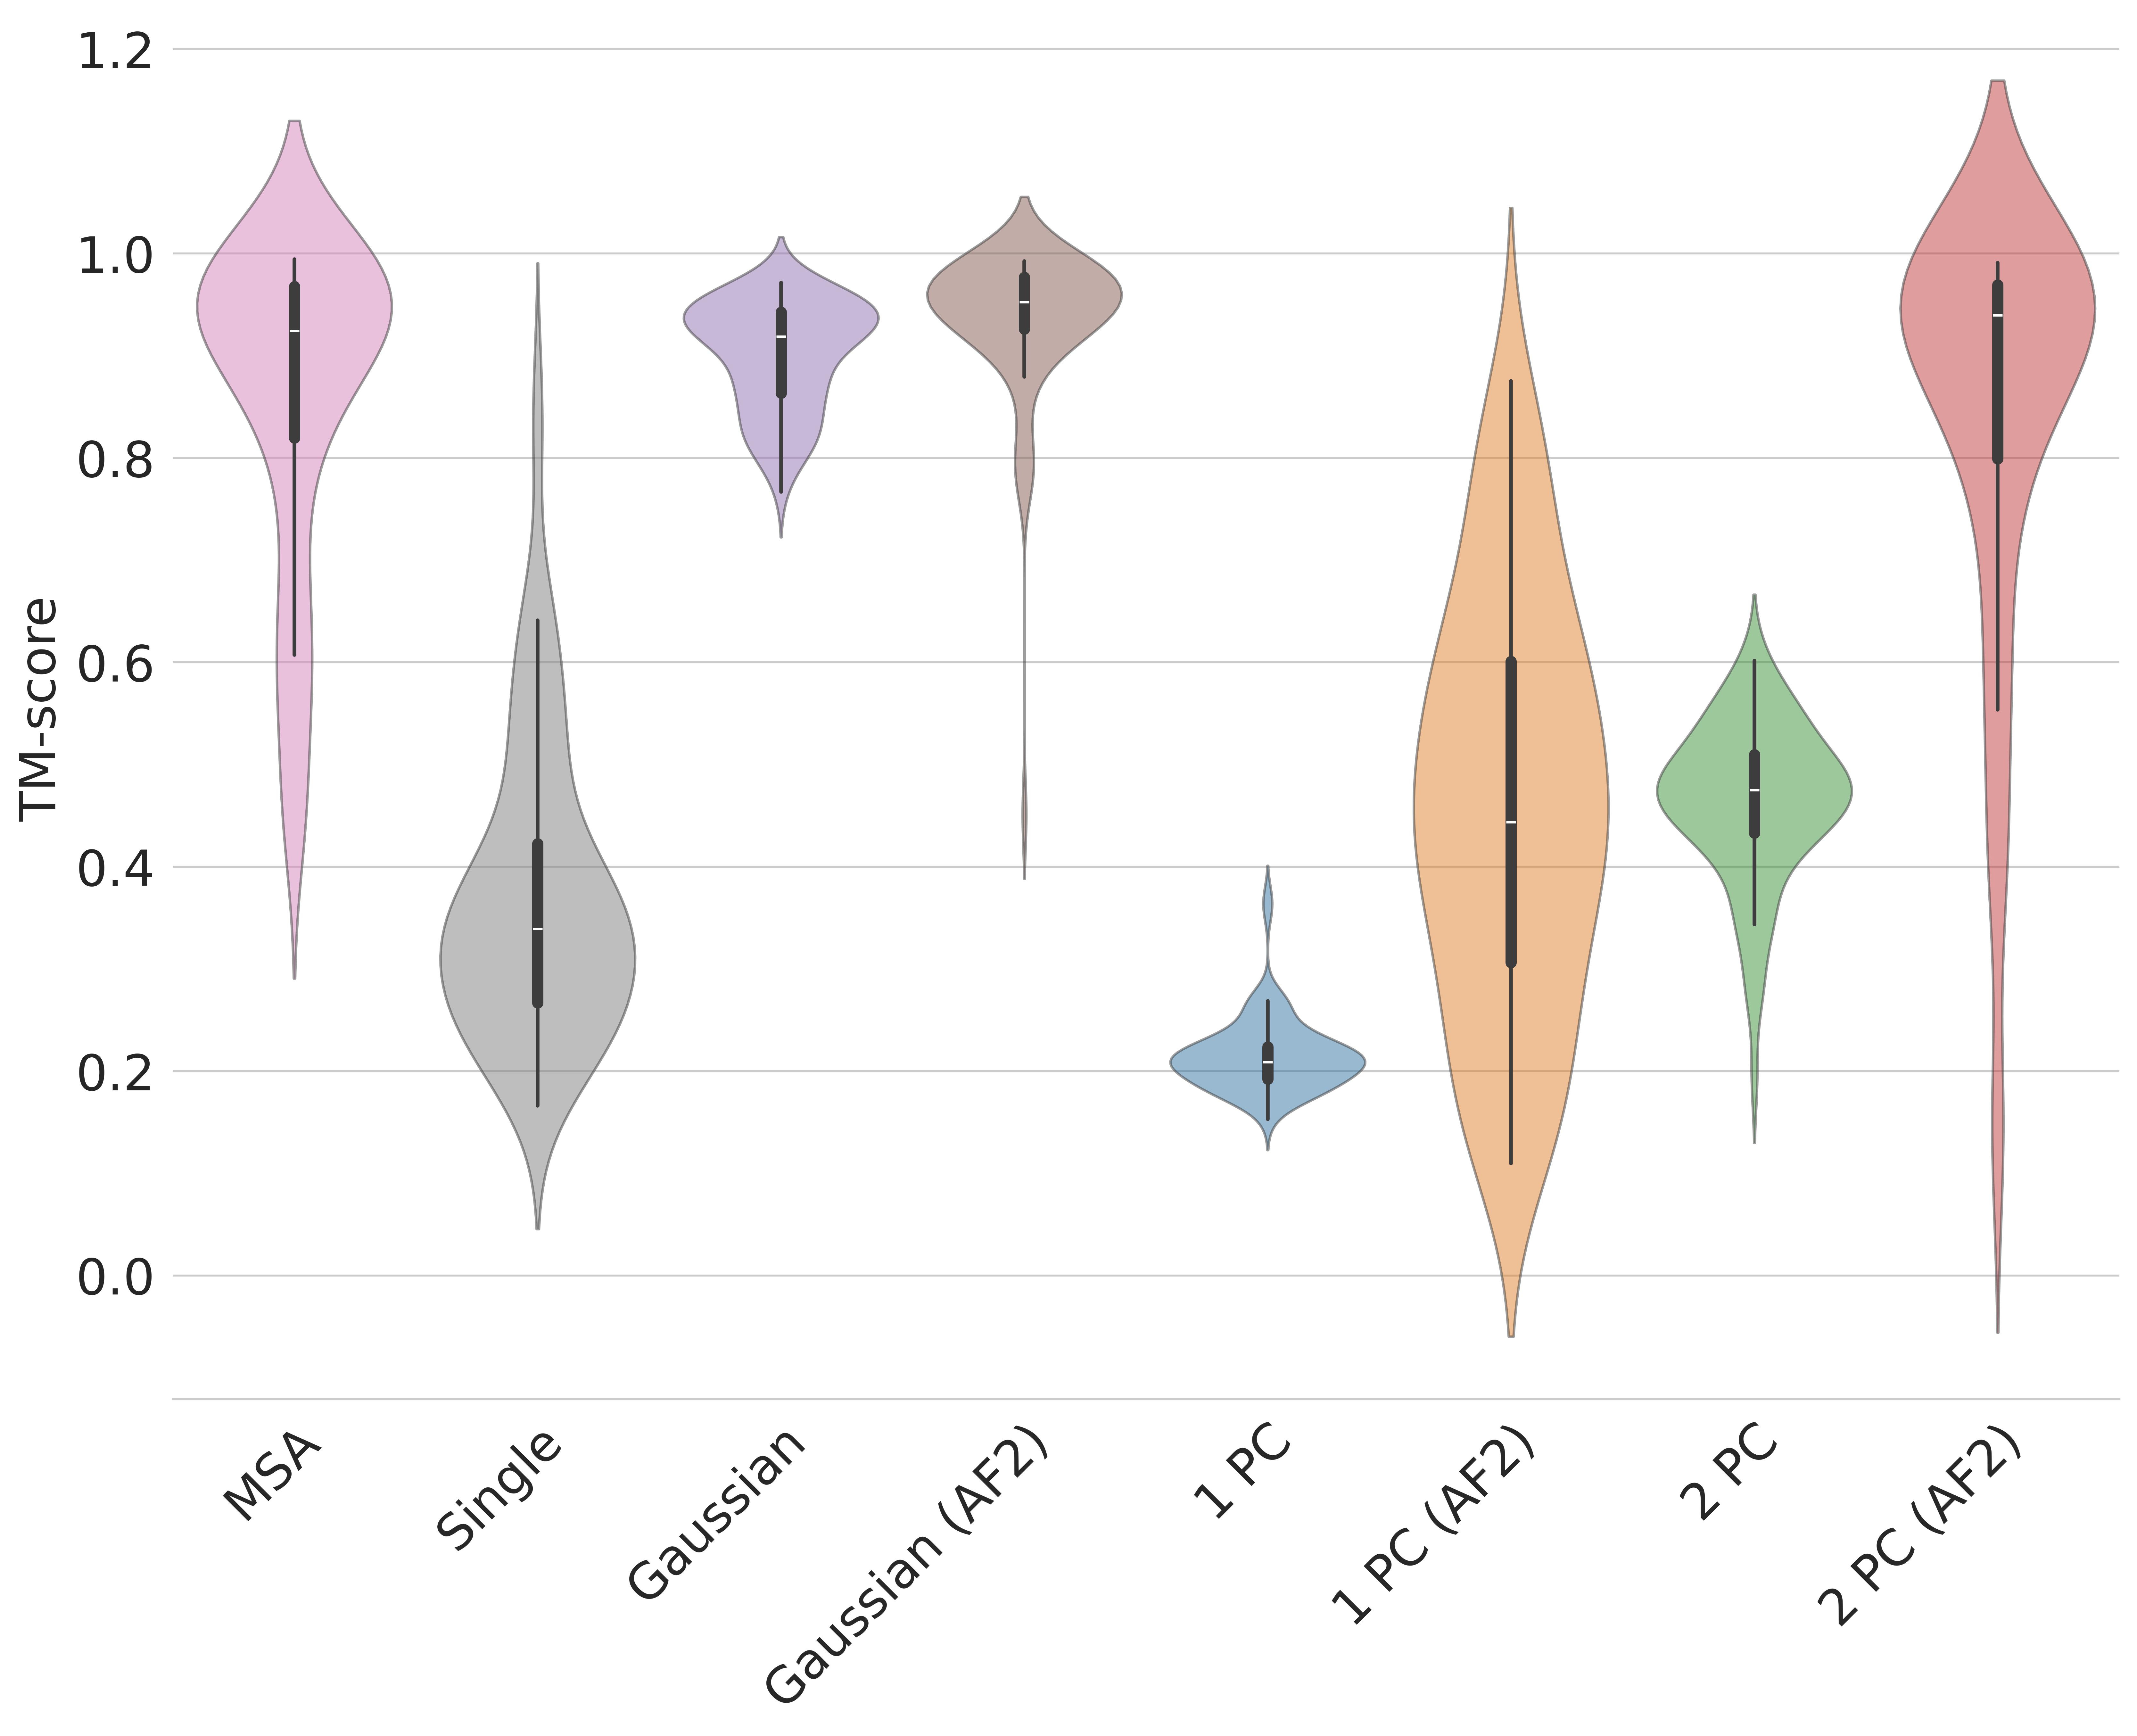 1.2
1.0
0.8
0.6
0.4
0.2
0.0
TM-score
MSA
Single
Gaussian
Gaussian (AF2)
1 PC
1 PC (AF2)
2 PC
2 PC (AF2)